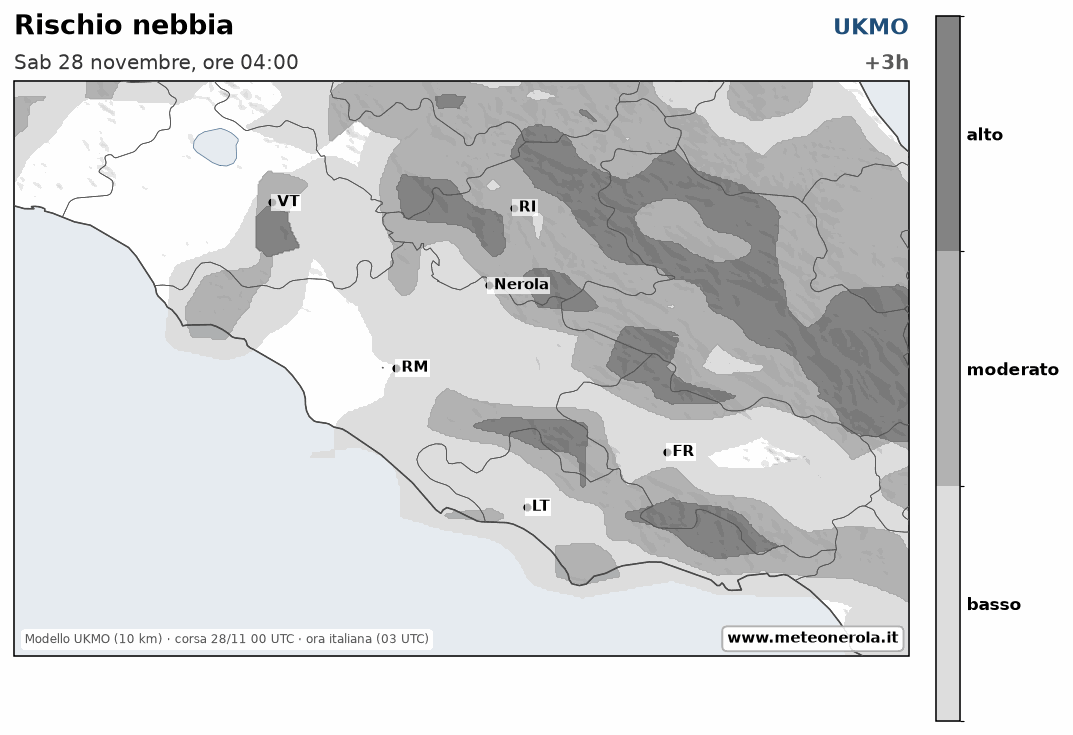 Rischio nebbia
UKMO
Sab 28 novembre, ore 04:00
+3h
alto
VT
RI
Nerola
moderato
RM
FR
LT
basso
Modello UKMO (10 km) · corsa 28/11 00 UTC · ora italiana (03 UTC)
www.meteonerola.it